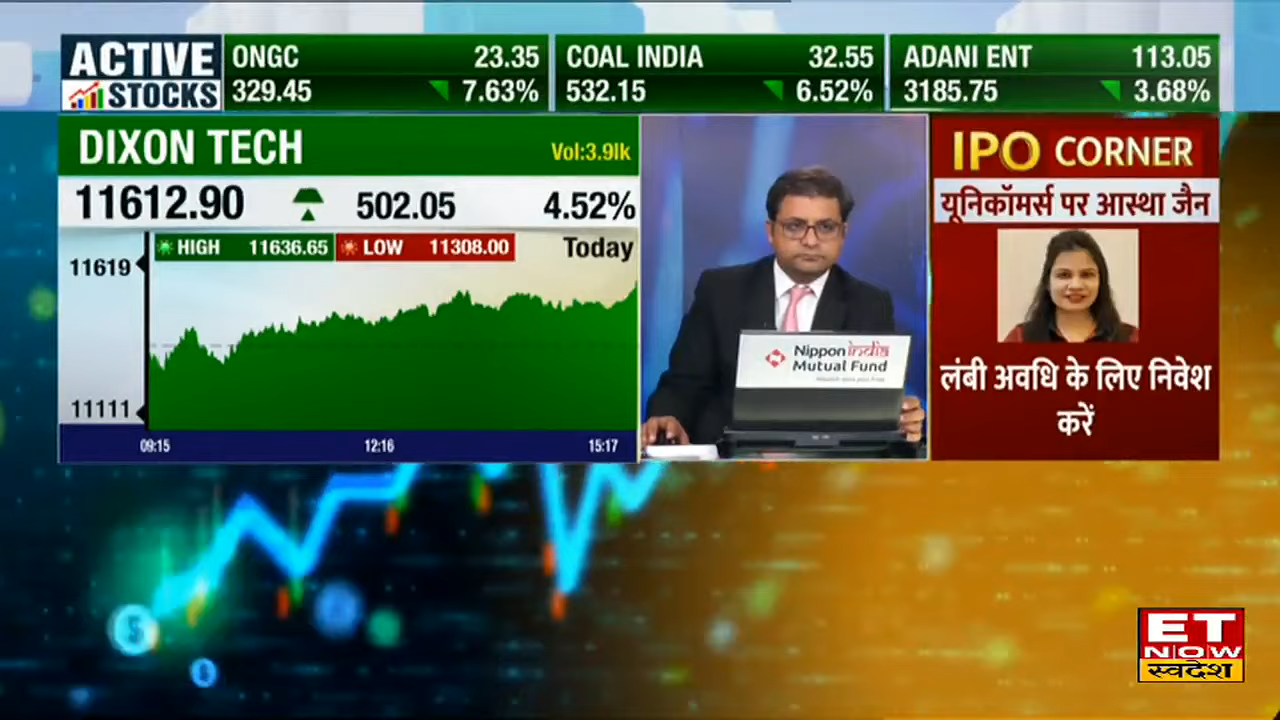 ACTIVE
STOCKS
ONGC 23.35
329.45 7.63%
COAL INDIA 32.55
532.15 6.52%
ADANI ENT 113.05
3185.75 3.68%
DIXON TECH Vol:3.9lk
11612.90 502.05 4.52%
HIGH 11636.65 LOW 11308.00 Today
11619
11111
09:15 12:16 15:17
Nippon india
Mutual Fund
IPO CORNER
यूनिकॉमर्स पर आस्था जैन
लंबी अवधि के लिए निवेश
करें
$
ET
NOW
स्वदेश